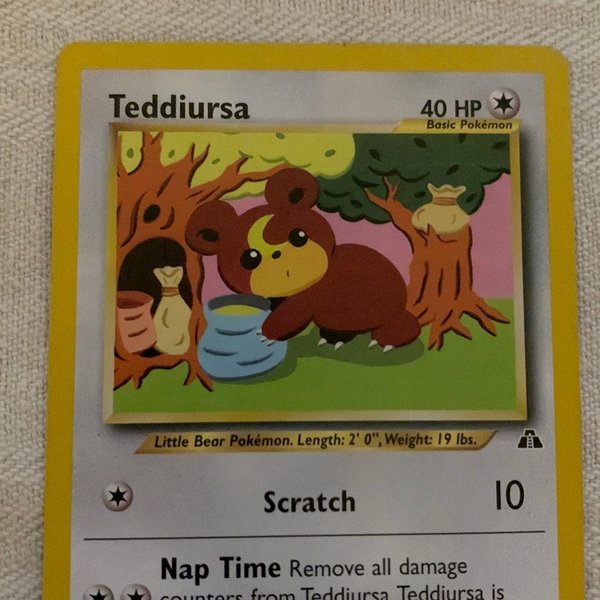 Teddiursa 40 HP
Basic Pokémon
Little Bear Pokémon. Length: 2' 0", Weight: 19 lbs.
Scratch 10
Nap Time Remove all damage
counters from Teddiursa. Teddiursa is